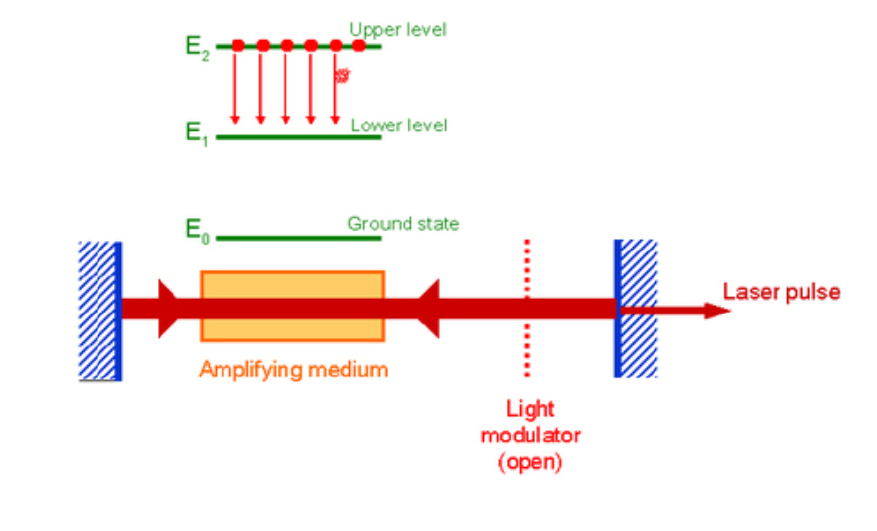 Upper level
E2
Lower level
E1
Ground state
E0
Laser pulse
Amplifying medium
Light
modulator
(open)